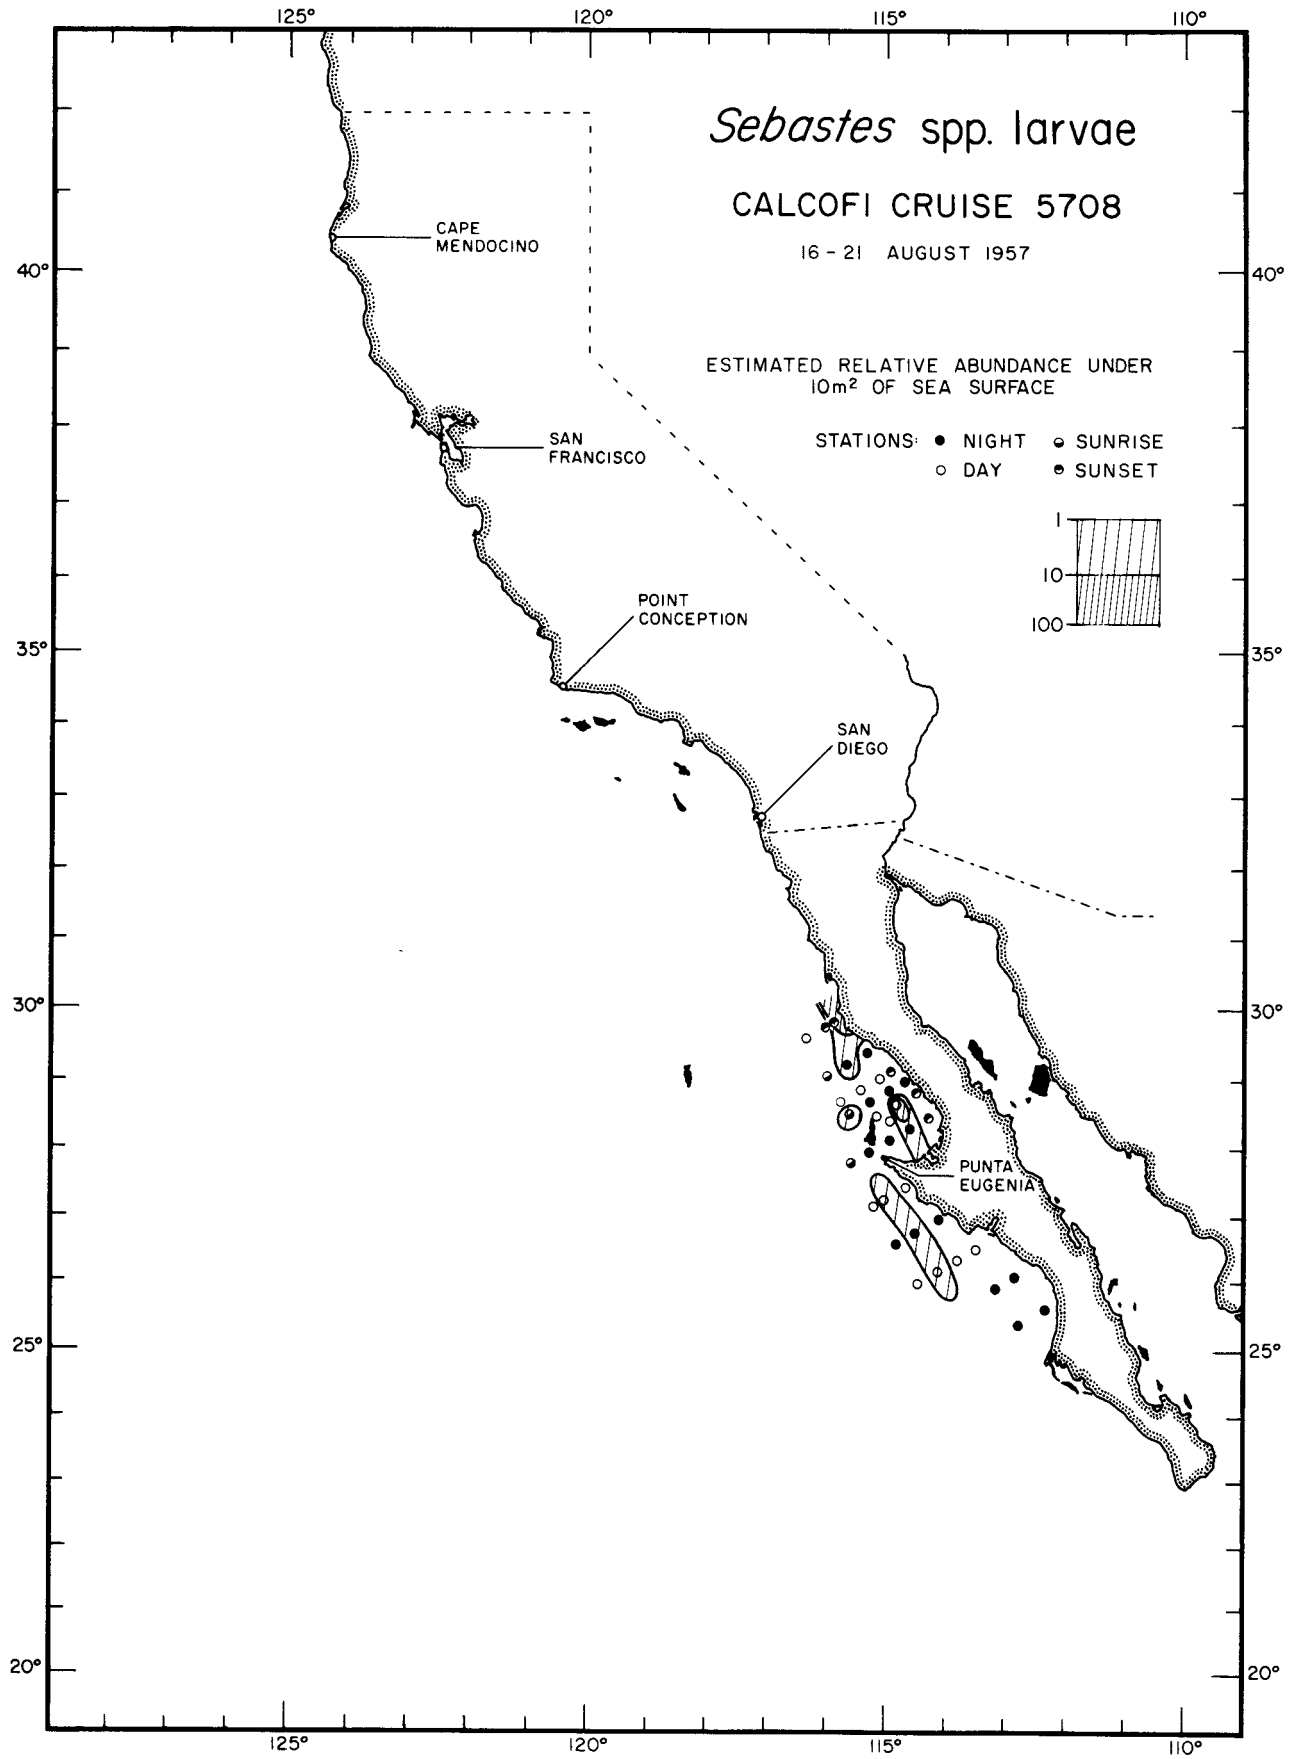 125° 120° 115° 110°
Sebastes spp. larvae
CALCOFI CRUISE 5708
16 - 21 AUGUST 1957
CAPE
MENDOCINO
40° 40°
ESTIMATED RELATIVE ABUNDANCE UNDER
10m² OF SEA SURFACE
STATIONS: ● NIGHT SUNRISE
○ DAY SUNSET
SAN
FRANCISCO
1
10
100
POINT
CONCEPTION
35° 35°
SAN
DIEGO
30° 30°
PUNTA
EUGENIA
25° 25°
20° 20°
125° 120° 115° 110°